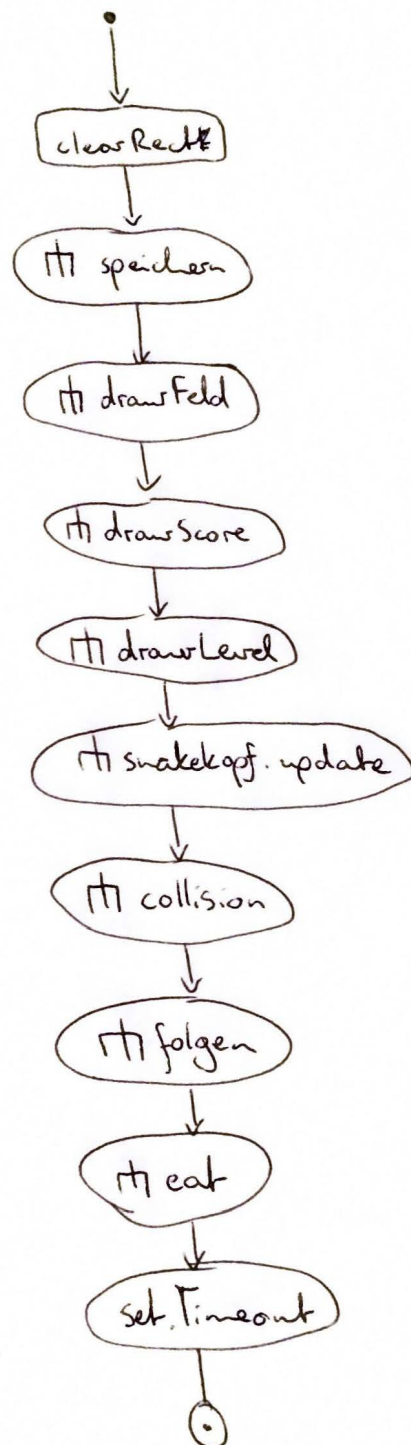 clearRect
speichern
drawFeld
drawScore
drawLevel
snakekopf.update
collision
folgen
eat
set.Timeout